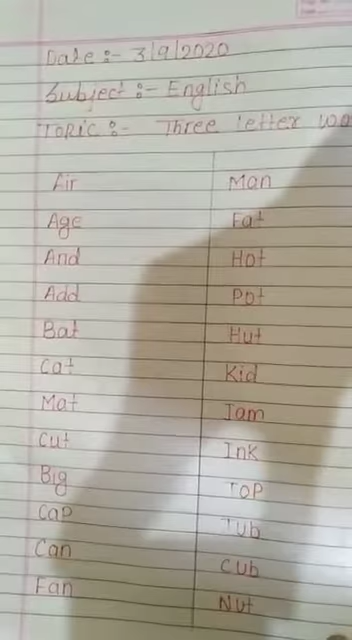 Date :- 3/9/2020
Subject :- English
Topic :- Three letter
Air Man
Age Fat
And Hot
Add Pot
Bat Hut
Cat Kid
Mat Jam
Cut Ink
Big Top
Cap Tub
Can Cub
Fan Nut